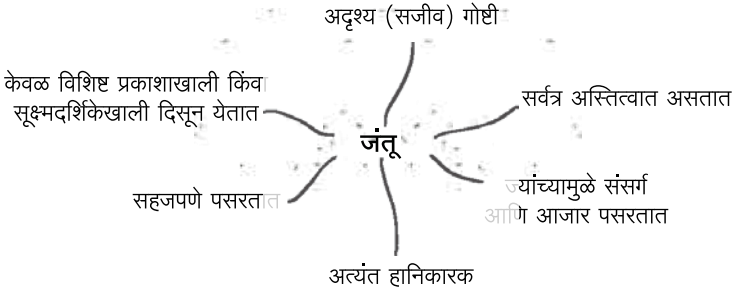 अदृश्य (सजीव) गोष्टी
केवळ विशिष्ट प्रकाशाखाली किंवा
सूक्ष्मदर्शिकेखाली दिसून येतात
सर्वत्र अस्तित्वात असतात
जंतू
सहजपणे पसरतात
ज्यांच्यामुळे संसर्ग
आणि आजार पसरतात
अत्यंत हानिकारक